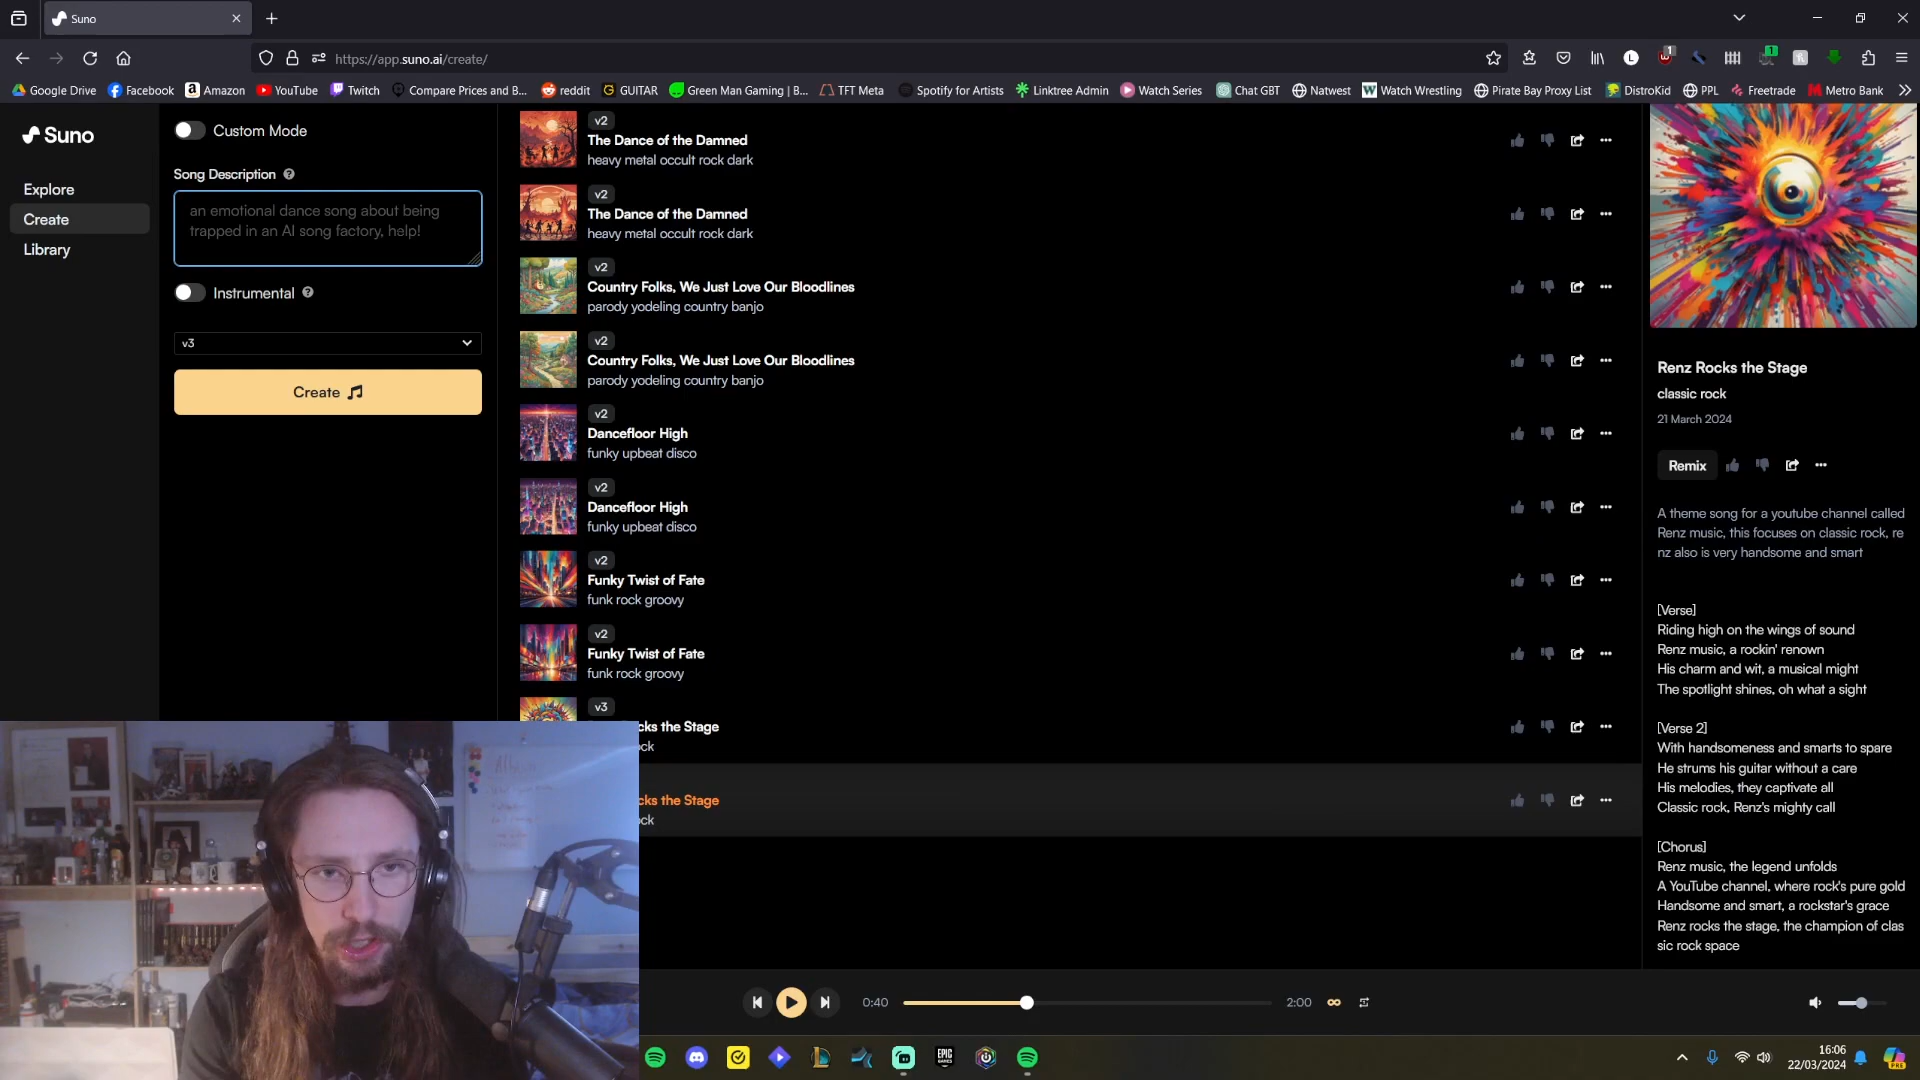 Suno
https://app.suno.ai/create/
Google Drive
Facebook
Amazon
YouTube
Twitch
Compare Prices and B...
reddit
GUITAR
Green Man Gaming | B...
TFT Meta
Spotify for Artists
Linktree Admin
Watch Series
Chat GBT
Natwest
Watch Wrestling
Pirate Bay Proxy List
DistroKid
PPL
Freetrade
Metro Bank
Suno
Explore
Create
Library
Custom Mode
Song Description
an emotional dance song about being
trapped in an AI song factory, help!
Instrumental
v3
Create
v2
The Dance of the Damned
heavy metal occult rock dark
v2
The Dance of the Damned
heavy metal occult rock dark
v2
Country Folks, We Just Love Our Bloodlines
parody yodeling country banjo
v2
Country Folks, We Just Love Our Bloodlines
parody yodeling country banjo
v2
Dancefloor High
funky upbeat disco
v2
Dancefloor High
funky upbeat disco
v2
Funky Twist of Fate
funk rock groovy
v2
Funky Twist of Fate
funk rock groovy
v3
cks the Stage
ock
cks the Stage
ock
Renz Rocks the Stage
classic rock
21 March 2024
Remix
A theme song for a youtube channel called
Renz music, this focuses on classic rock, re
nz also is very handsome and smart
[Verse]
Riding high on the wings of sound
Renz music, a rockin' renown
His charm and wit, a musical might
The spotlight shines, oh what a sight
[Verse 2]
With handsomeness and smarts to spare
He strums his guitar without a care
His melodies, they captivate all
Classic rock, Renz's mighty call
[Chorus]
Renz music, the legend unfolds
A YouTube channel, where rock's pure gold
Handsome and smart, a rockstar's grace
Renz rocks the stage, the champion of clas
sic rock space
0:40
2:00
16:06
22/03/2024